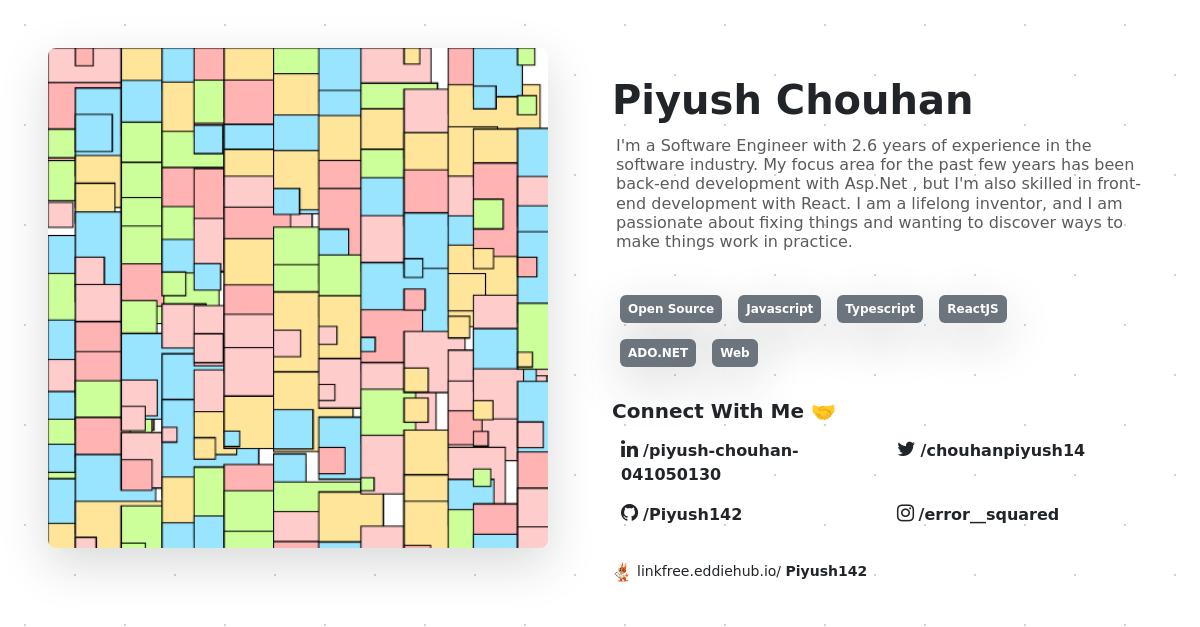 Piyush Chouhan
I'm a Software Engineer with 2.6 years of experience in the
software industry. My focus area for the past few years has been
back-end development with Asp.Net , but I'm also skilled in front-
end development with React. I am a lifelong inventor, and I am
passionate about fixing things and wanting to discover ways to
make things work in practice.
Open Source Javascript Typescript ReactJS
ADO.NET Web
Connect With Me 🤝
/piyush-chouhan-
041050130
/chouhanpiyush14
/Piyush142
/error__squared
linkfree.eddiehub.io/ Piyush142